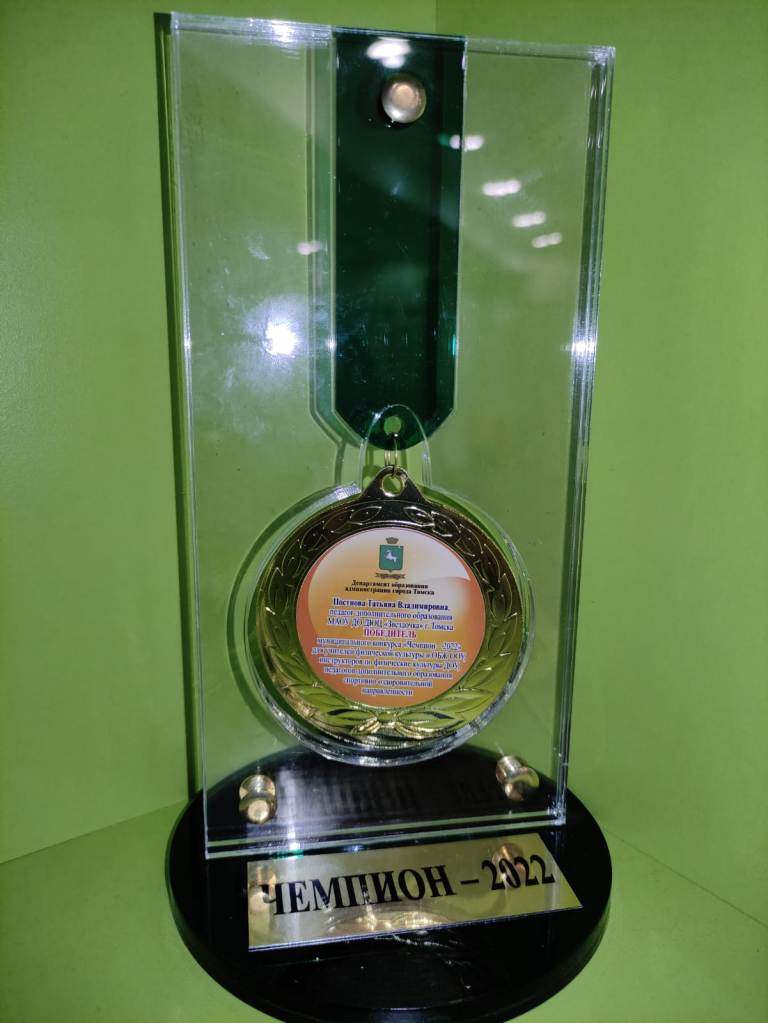 Департамент образования
администрации города Томска
Постнова Татьяна Владимировна,
педагог дополнительного образования
МАОУ ДО ДЮЦ «Звездочка» г. Томска
ПОБЕДИТЕЛЬ
муниципального конкурса «Чемпион - 2022»
для учителей физической культуры и ОБЖ ООУ,
инструкторов по физической культуры ДОУ,
педагогов дополнительного образования
спортивно-оздоровительной
направленности
ЧЕМПИОН – 2022